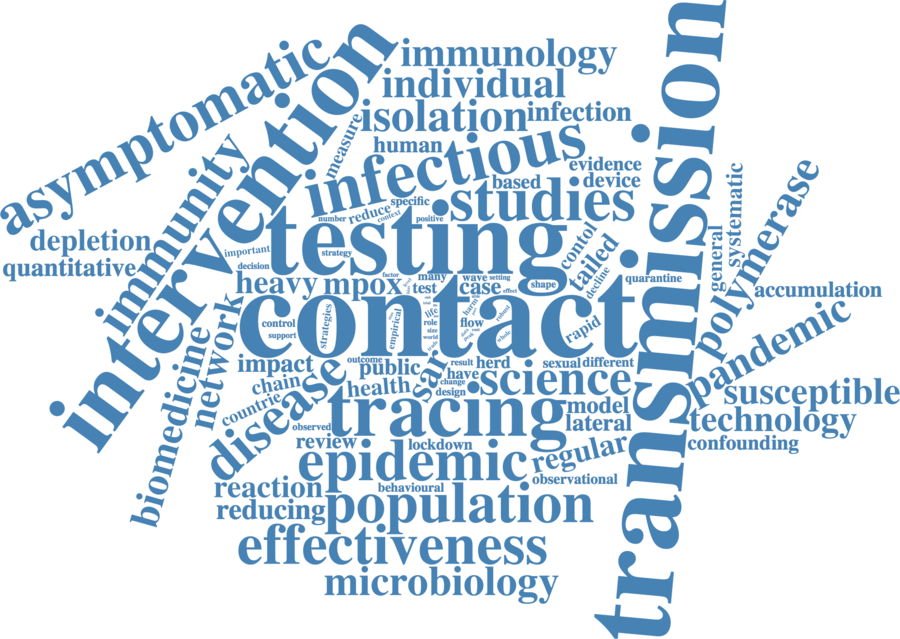 asymptomatic
intervention
transmission
immunology
individual
isolation
infection
measure
human
infectious
evidence
based
device
specific
studies
immunity
number
reduce
context
positive
depletion
quantitative
important
testing
strategy
decision
contol
tailed
decline
general
systematic
polymerase
quarantine
accumulation
heavy
mpox
factor
many
test
wave
setting
case
effect
shape
contact
control
support
strategies
empirical
life
role
size
world
harm
flow
robust
whole
rapid
network
biomedicine
impact
outcome
public
sar
result
herd
sexual
different
pandemic
chain
health
have
change
design
science
susceptible
countrie
disease
tracing
model
lateral
technology
confounding
observed
review
lockdown
regular
epidemic
observational
reaction
behavioural
reducing
population
effectiveness
microbiology